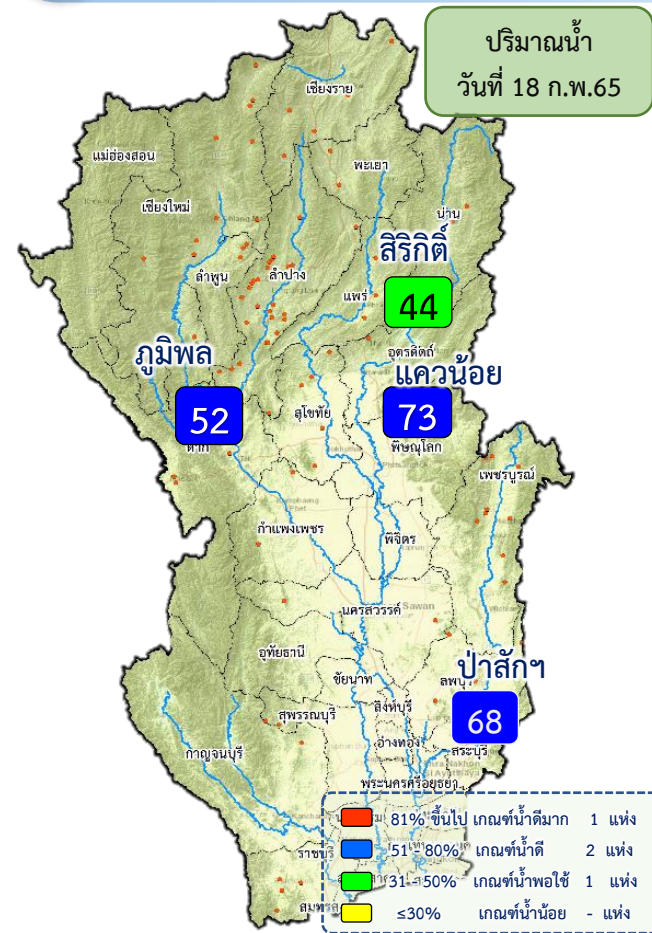 ปริมาณน้ำ
วันที่ 18 ก.พ.65
เชียงราย
แม่ฮ่องสอน
พะเยา
เชียงใหม่
น่าน
สิริกิติ์
ลำพูน
ลำปาง
แพร่
44
อุตรดิตถ์
ภูมิพล
แควน้อย
52
สุโขทัย
73
ตาก
พิษณุโลก
เพชรบูรณ์
กำแพงเพชร
พิจิตร
นครสวรรค์
Sawan
อุทัยธานี
ป่าสักฯ
ชัยนาท
ลพบุรี
สิงห์บุรี
สุพรรณบุรี
68
อ่างทอง
สระบุรี
กาญจนบุรี
พระนครศรีอยุธยา
81% ขึ้นไป เกณฑ์น้ำดีมาก 1 แห่ง
51 - 80% เกณฑ์น้ำดี 2 แห่ง
ราชบุรี
31 - 50% เกณฑ์น้ำพอใช้ 1 แห่ง
≤30% เกณฑ์น้ำน้อย - แห่ง